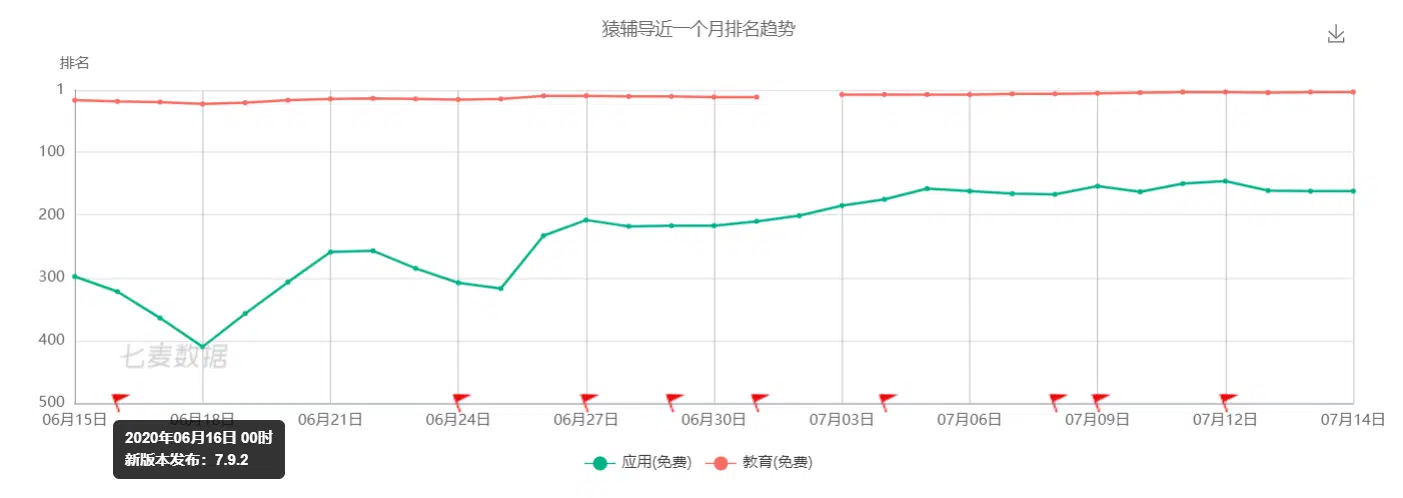 猿辅导近一个月排名趋势
排名
1
100
200
300
400
500
七麦数据
06月15日 06月18日 06月21日 06月24日 06月27日 06月30日 07月03日 07月06日 07月09日 07月12日 07月14日
2020年06月16日 00时
新版本发布：7.9.2
应用(免费) 教育(免费)